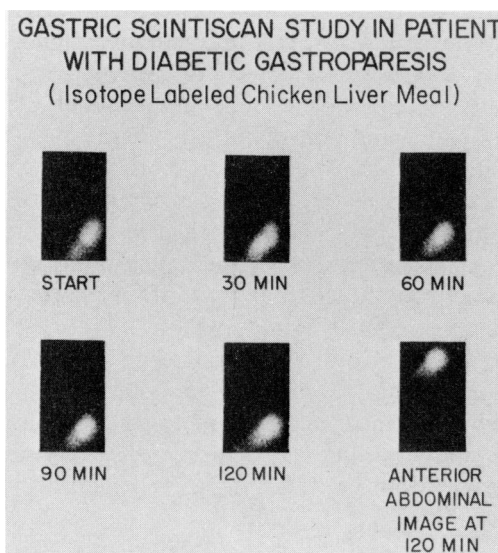 GASTRIC SCINTISCAN STUDY IN PATIENT
WITH DIABETIC GASTROPARESIS
( Isotope Labeled Chicken Liver Meal)
START
30 MIN
60 MIN
90 MIN
120 MIN
ANTERIOR
ABDOMINAL
IMAGE AT
120 MIN